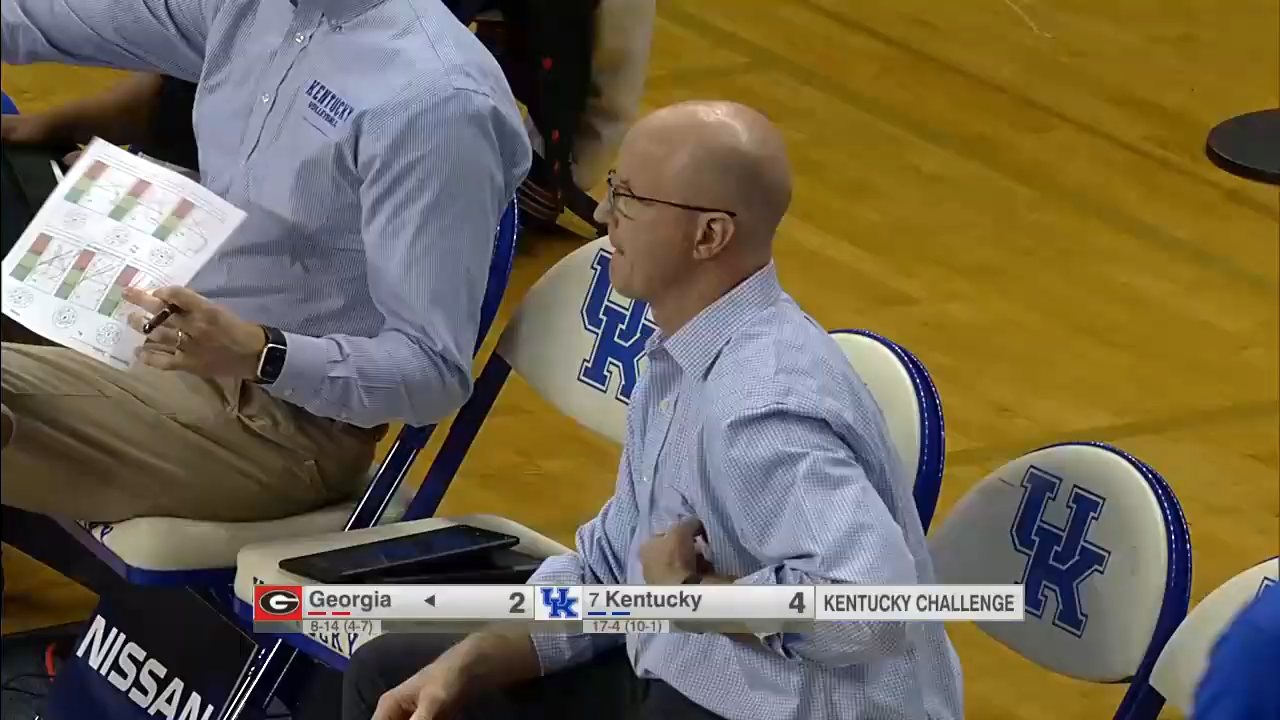 KENTUCKY
VOLLEYBALL
UK
UK
G Georgia ◄ 2 UK 7 Kentucky 4 KENTUCKY CHALLENGE
8-14 (4-7) 17-4 (10-1)
NISSAN